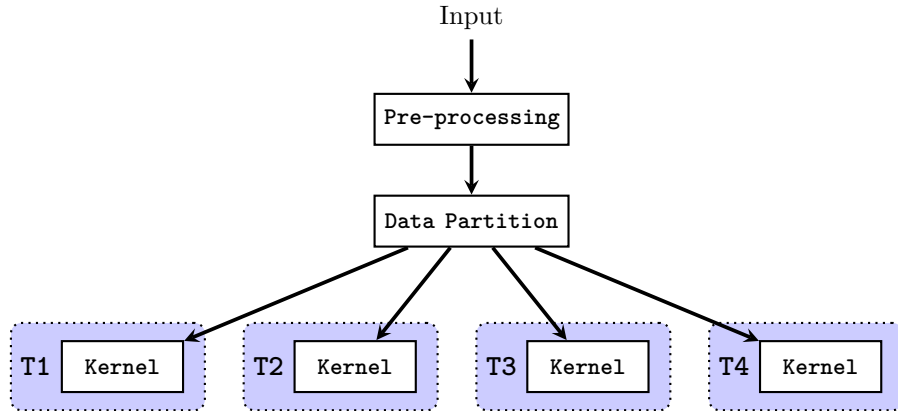 Input
Pre-processing
Data Partition
T1 Kernel
T2 Kernel
T3 Kernel
T4 Kernel